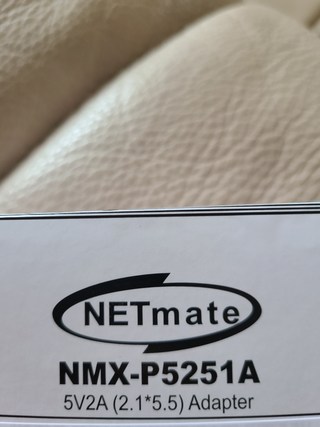 NETmate
NMX-P5251A
5V2A (2.1*5.5) Adapter